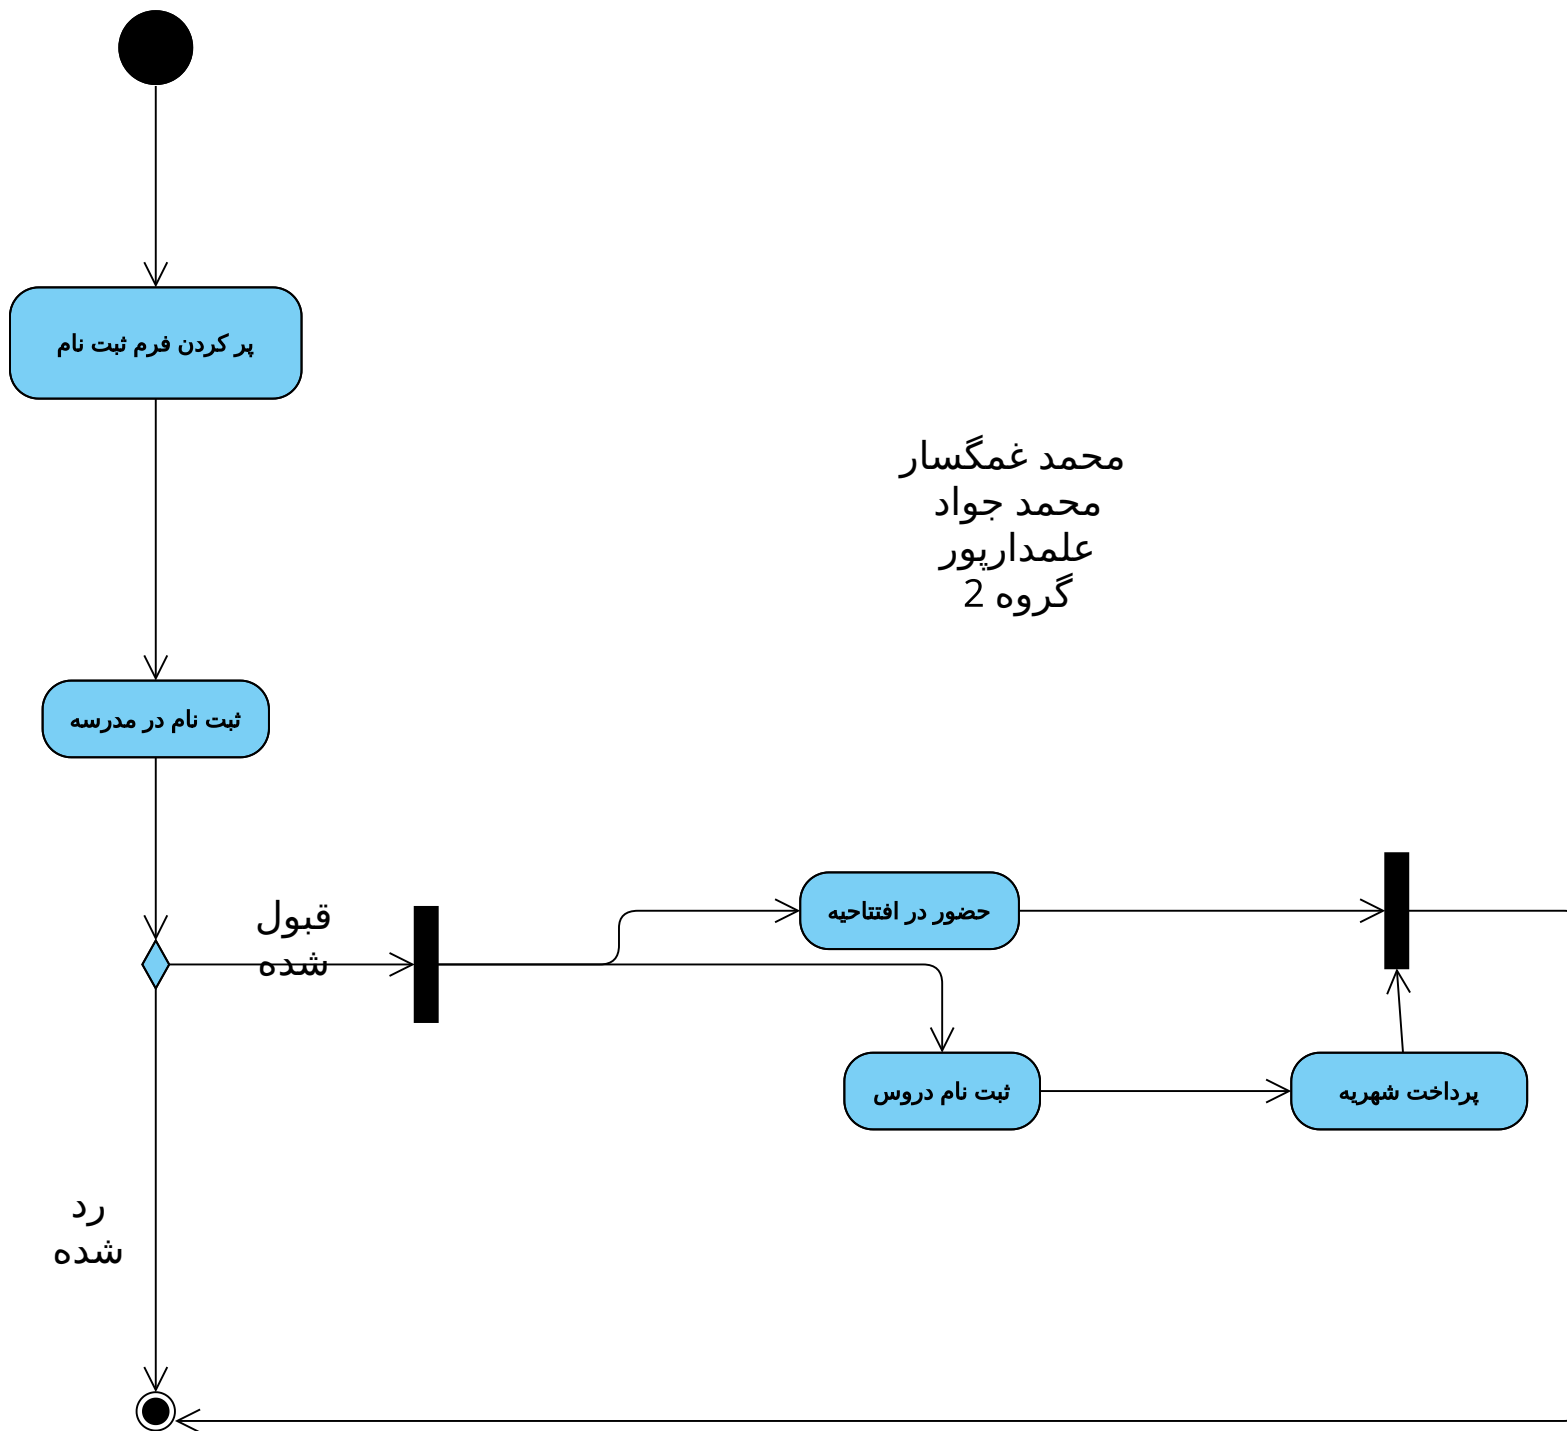 پر کردن فرم ثبت نام
محمد غمگسار
محمد جواد
علمدارپور
گروه 2
ثبت نام در مدرسه
قبول
شده
حضور در افتتاحیه
ثبت نام دروس
پرداخت شهریه
رد
شده